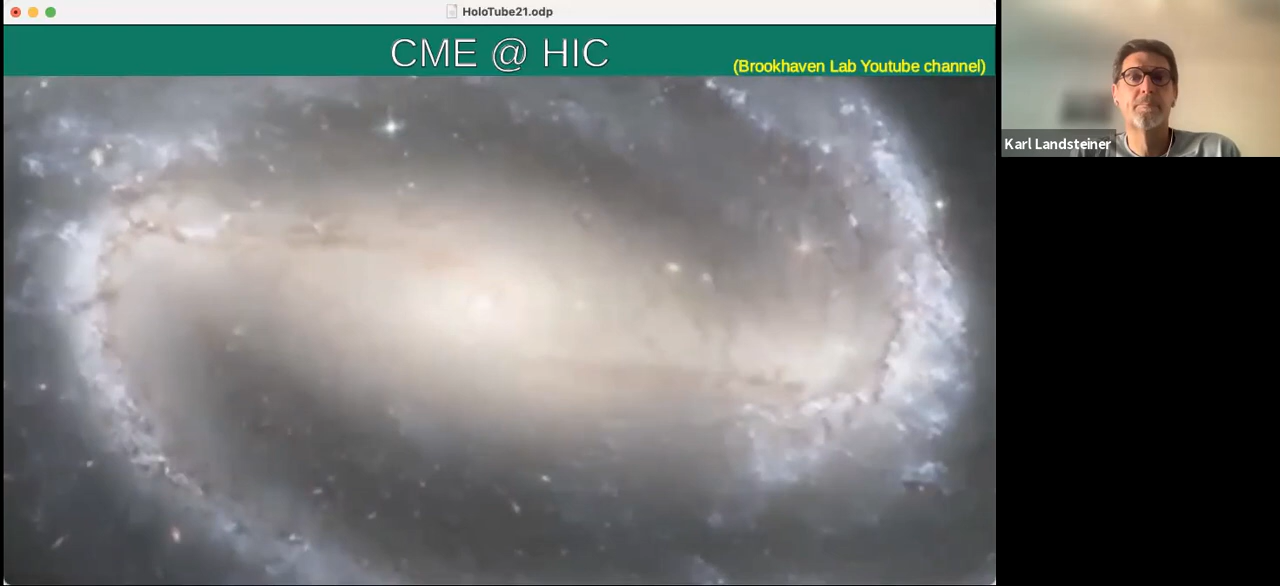 HoloTube21.odp
CME @ HIC
(Brookhaven Lab Youtube channel)
Karl Landsteiner